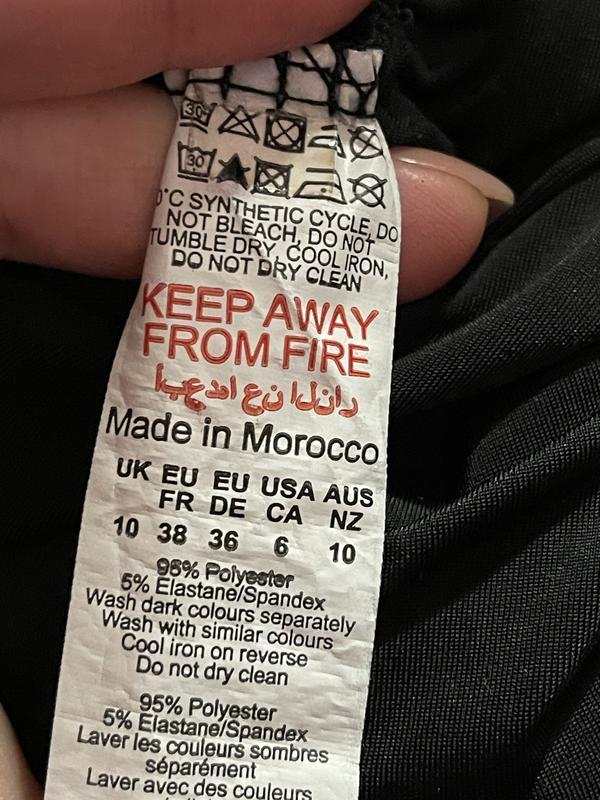 30
30
0°C SYNTHETIC CYCLE, DO
NOT BLEACH, DO NOT
TUMBLE DRY, COOL IRON,
DO NOT DRY CLEAN
KEEP AWAY
FROM FIRE
Made in Morocco
UK EU EU USA AUS
FR DE CA NZ
10 38 36 6 10
95% Polyester
5% Elastane/Spandex
Wash dark colours separately
Wash with similar colours
Cool iron on reverse
Do not dry clean
95% Polyester
5% Elastane/Spandex
Laver les couleurs sombres
séparément
Laver avec des couleurs